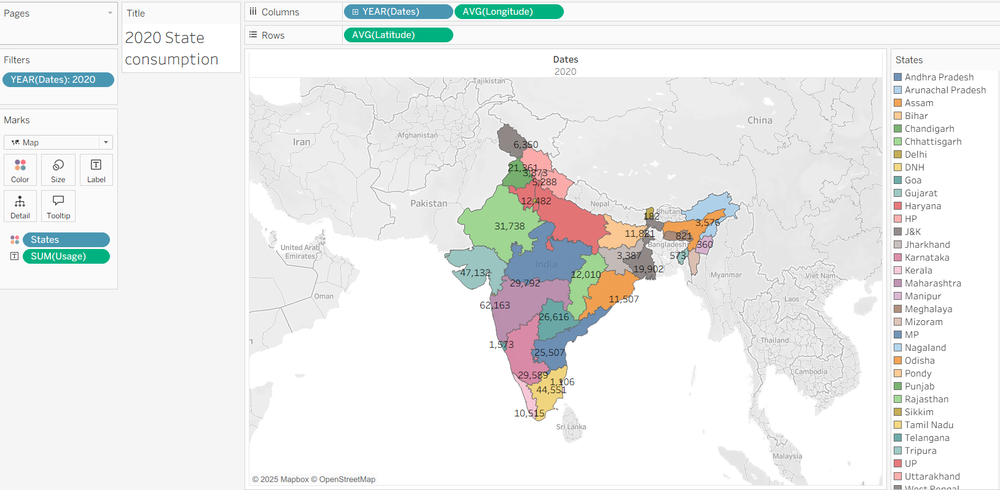 Pages
Title
2020 State
consumption
Columns
YEAR(Dates)
AVG(Longitude)
Rows
AVG(Latitude)
Filters
YEAR(Dates): 2020
Marks
Map
Color
Size
Label
Detail
Tooltip
States
SUM(Usage)
Dates
2020
Tajikistan
China
Afghanistan
Iran
6,350
21,361
3,873
5,288
Pakistan
12,482
Nepal
Bhutan
182
3,576
31,738
11,821
821
United Arab
Emirates
Bangladesh
360
3,387
573
India
19,902
47,132
12,010
Myanmar
Viet Nam
29,792
Oman
Laos
11,507
62,163
26,616
Thailand
1,573
25,507
Cambodia
29,589
1,106
44,551
10,515
Sri Lanka
Malaysia
© 2025 Mapbox © OpenStreetMap
States
Andhra Pradesh
Arunachal Pradesh
Assam
Bihar
Chandigarh
Chhattisgarh
Delhi
DNH
Goa
Gujarat
Haryana
HP
J&K
Jharkhand
Karnataka
Kerala
Maharashtra
Manipur
Meghalaya
Mizoram
MP
Nagaland
Odisha
Pondy
Punjab
Rajasthan
Sikkim
Tamil Nadu
Telangana
Tripura
UP
Uttarakhand
West Bengal